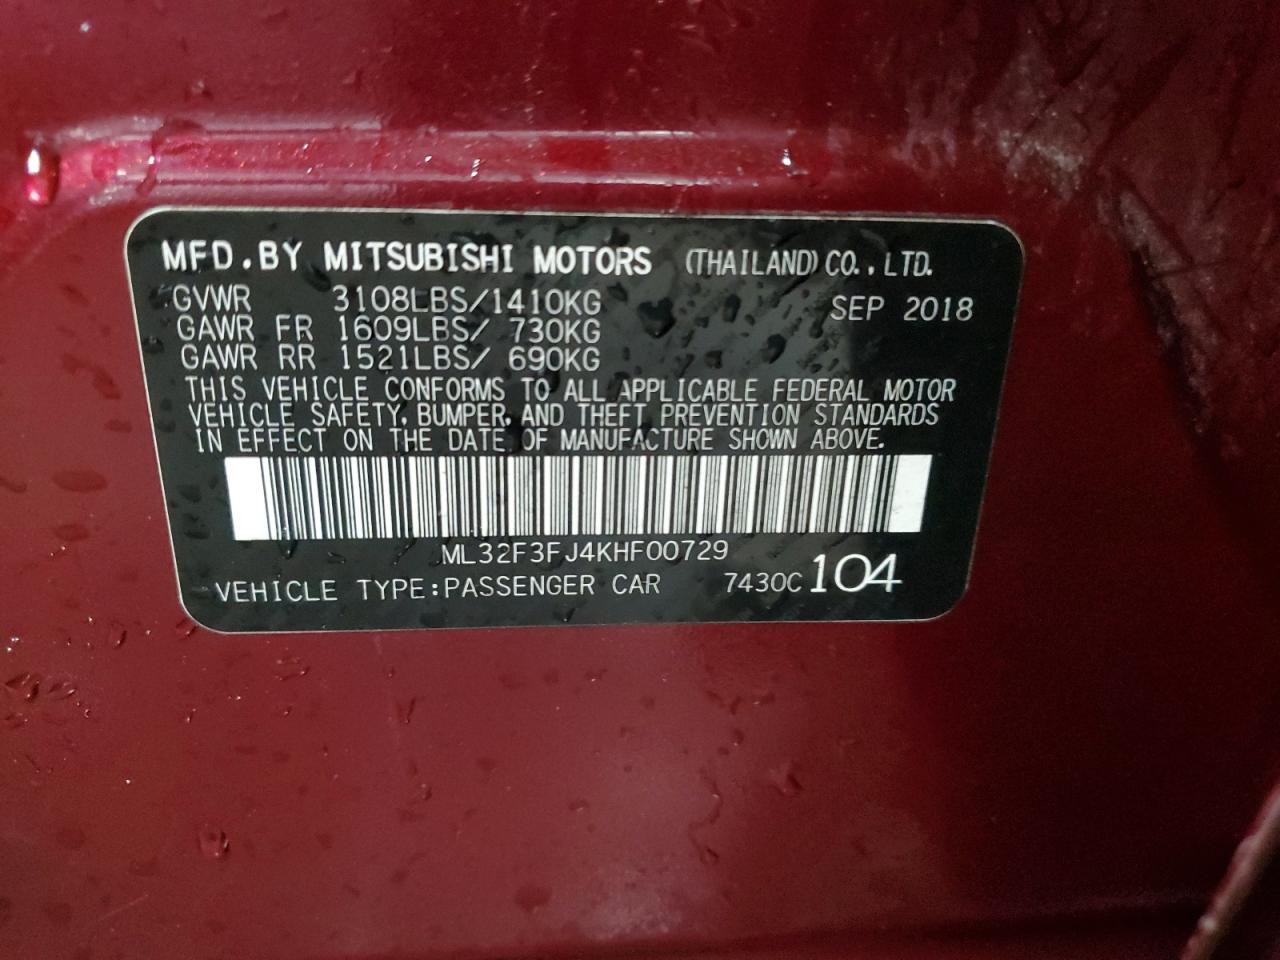 MFD.BY MITSUBISHI MOTORS (THAILAND) CO.,LTD.
GVWR 3108LBS/1410KG SEP 2018
GAWR FR 1609LBS/ 730KG
GAWR RR 1521LBS/ 690KG
THIS VEHICLE CONFORMS TO ALL APPLICABLE FEDERAL MOTOR
VEHICLE SAFETY, BUMPER, AND THEFT PREVENTION STANDARDS
IN EFFECT ON THE DATE OF MANUFACTURE SHOWN ABOVE.
ML32F3FJ4KHF00729
VEHICLE TYPE:PASSENGER CAR 7430C 104